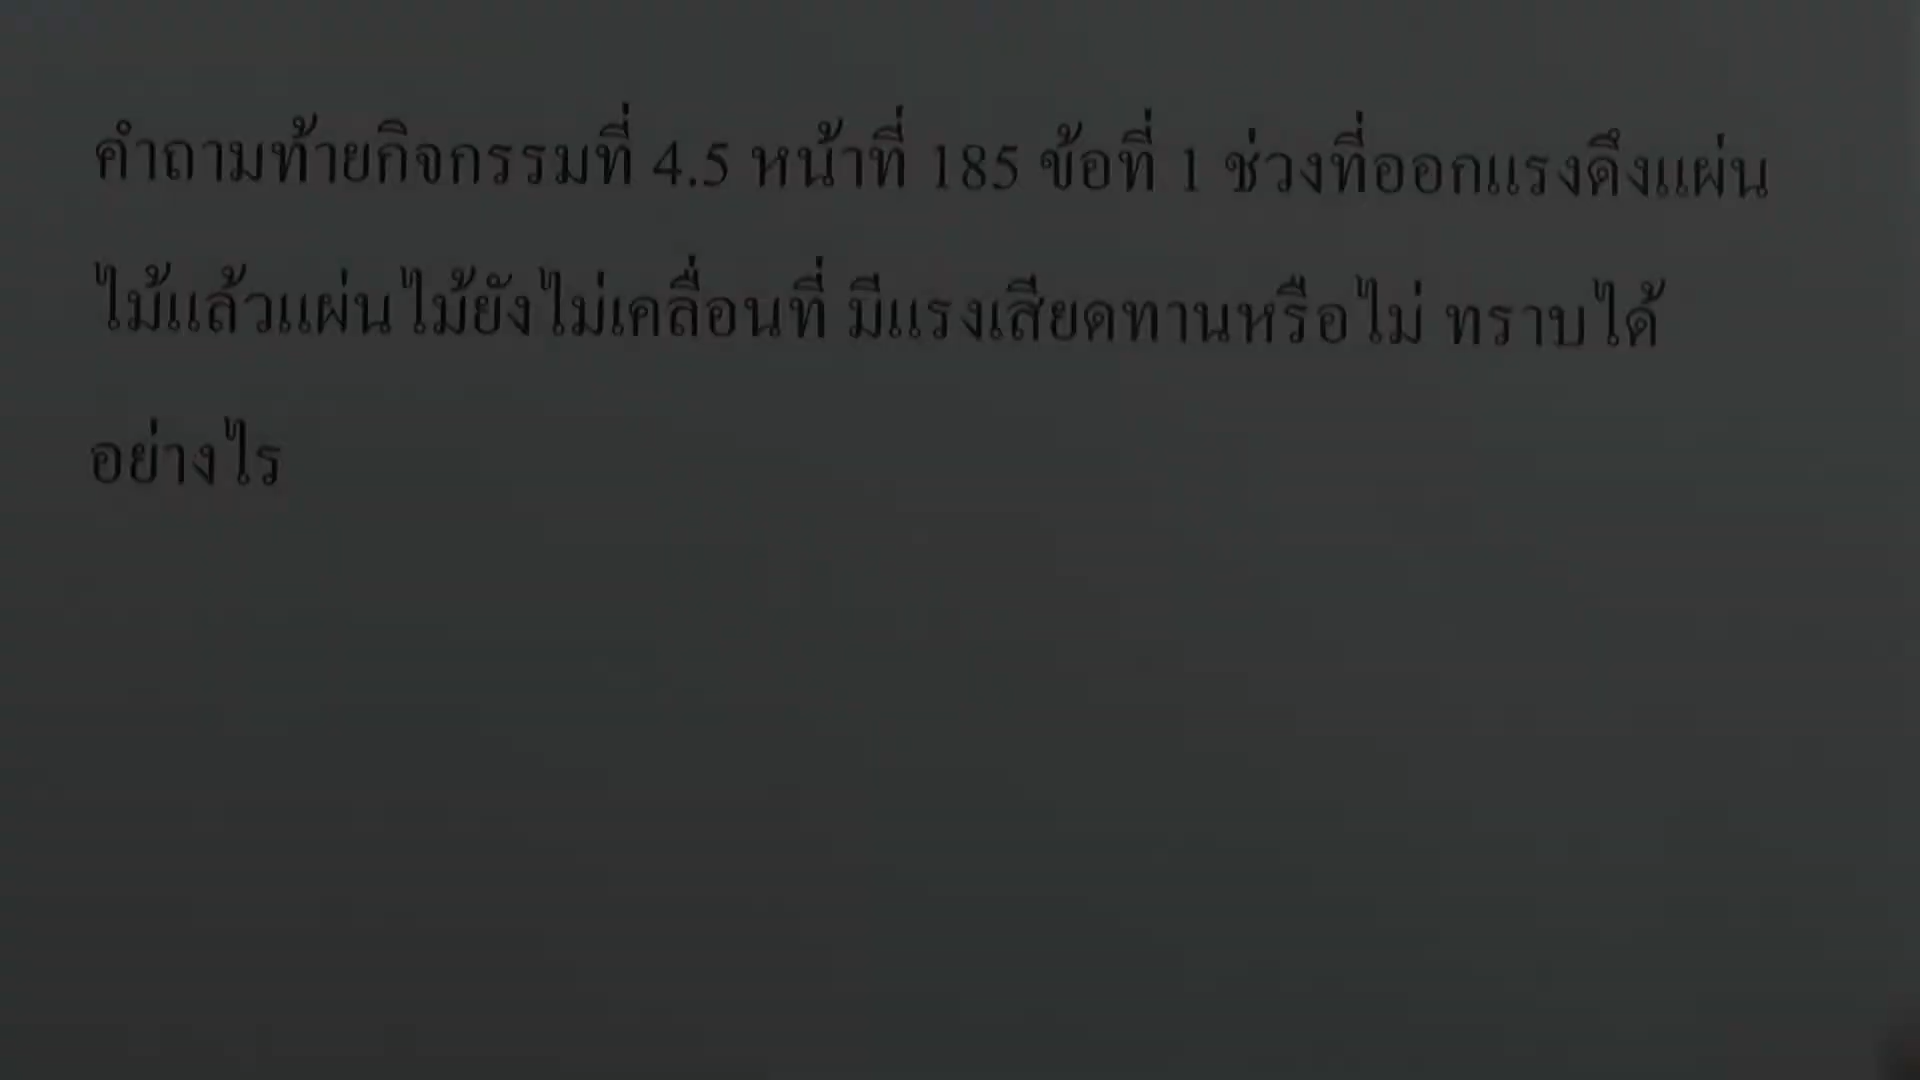 คำถามท้ายกิจกรรมที่ 4.5 หน้าที่ 185 ข้อที่ 1 ช่วงที่ออกแรงดึงแผ่น
ไม้แล้วแผ่นไม้ยังไม่เคลื่อนที่ มีแรงเสียดทานหรือไม่ ทราบได้
อย่างไร